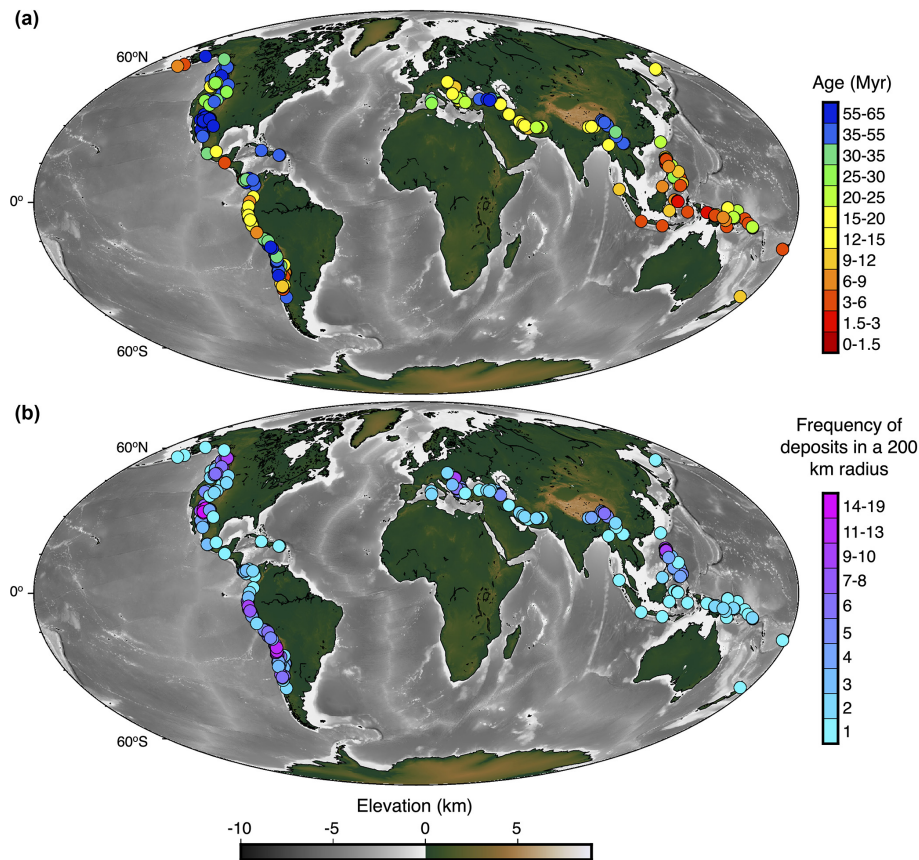 (a)
60ºN
0º
60ºS
Age (Myr)
55-65
35-55
30-35
25-30
20-25
15-20
12-15
9-12
6-9
3-6
1.5-3
0-1.5
(b)
60ºN
0º
60ºS
Frequency of
deposits in a 200
km radius
14-19
11-13
9-10
7-8
6
5
4
3
2
1
Elevation (km)
-10
-5
0
5